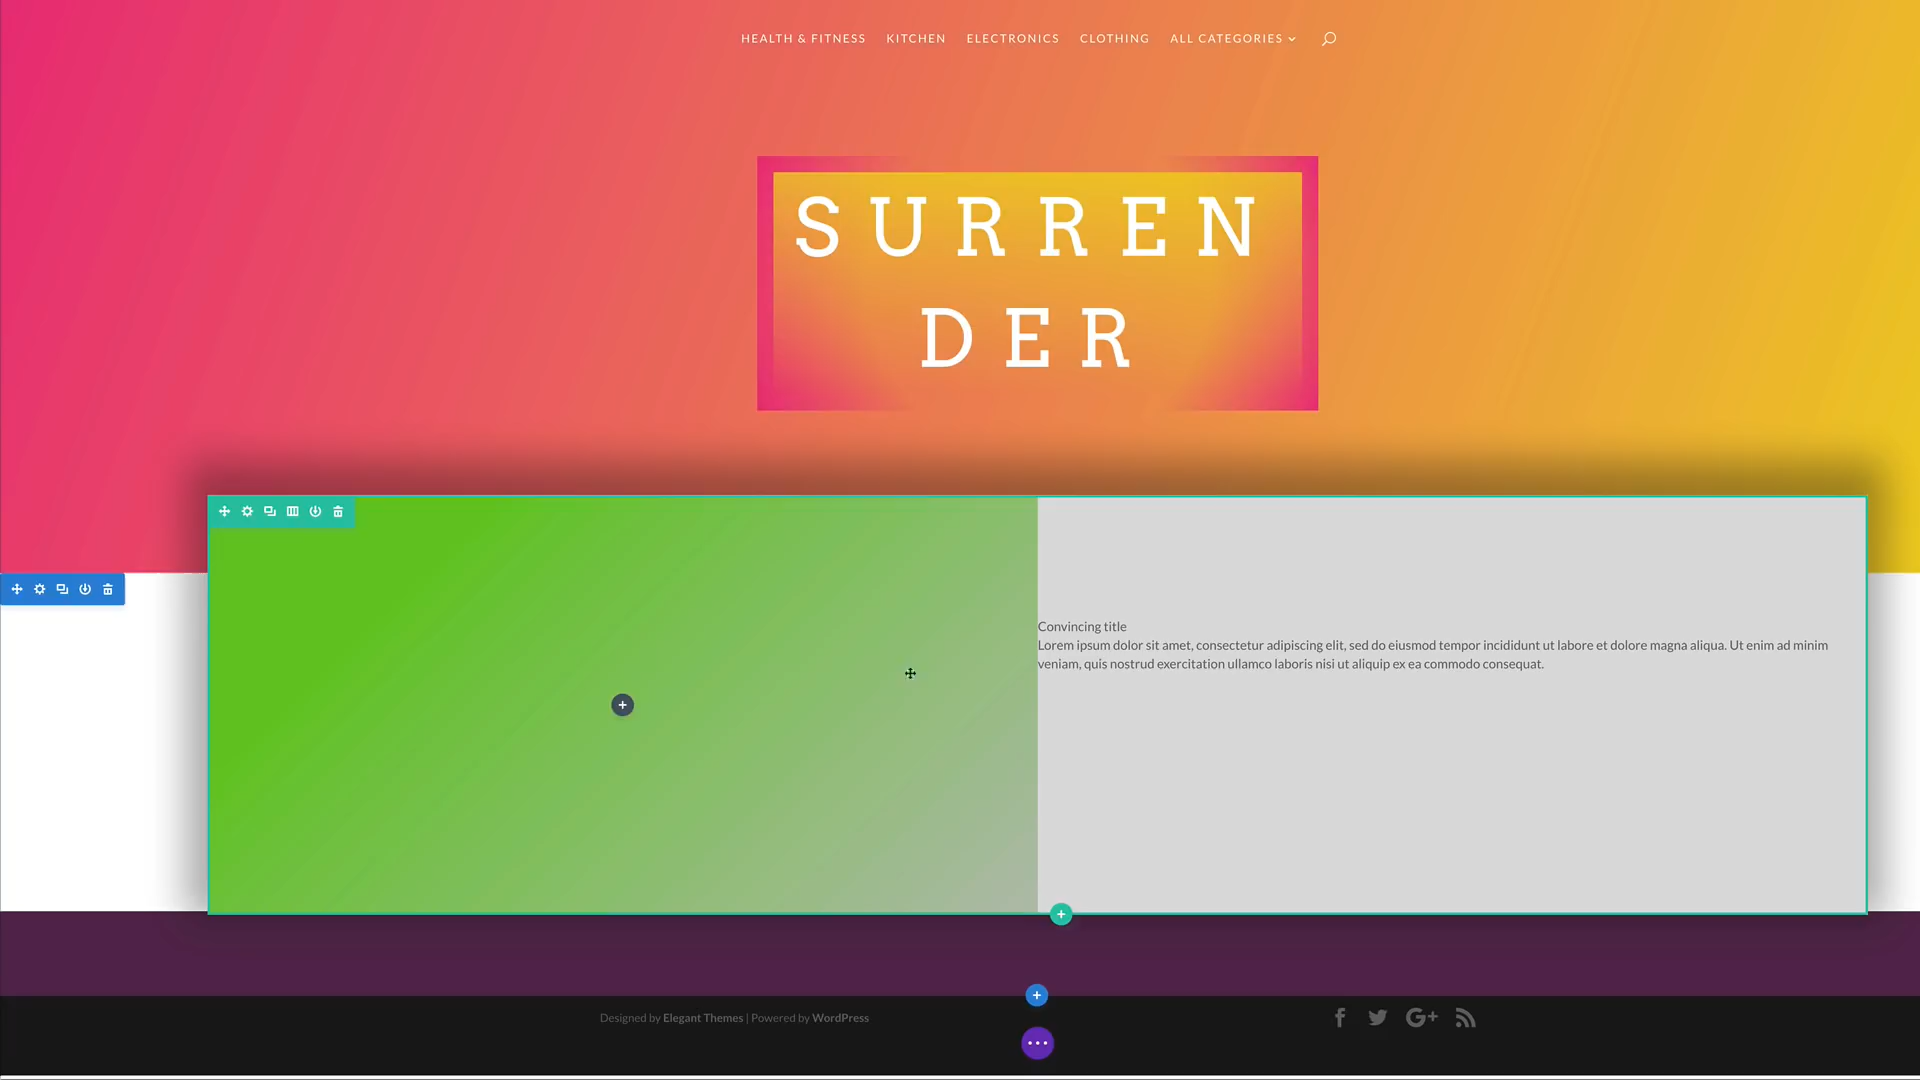 HEALTH & FITNESS KITCHEN ELECTRONICS CLOTHING ALL CATEGORIES
SURREN
DER
Convincing title
Lorem ipsum dolor sit amet, consectetur adipiscing elit, sed do eiusmod tempor incididunt ut labore et dolore magna aliqua. Ut enim ad minim
veniam, quis nostrud exercitation ullamco laboris nisi ut aliquip ex ea commodo consequat.
Designed by Elegant Themes | Powered by WordPress